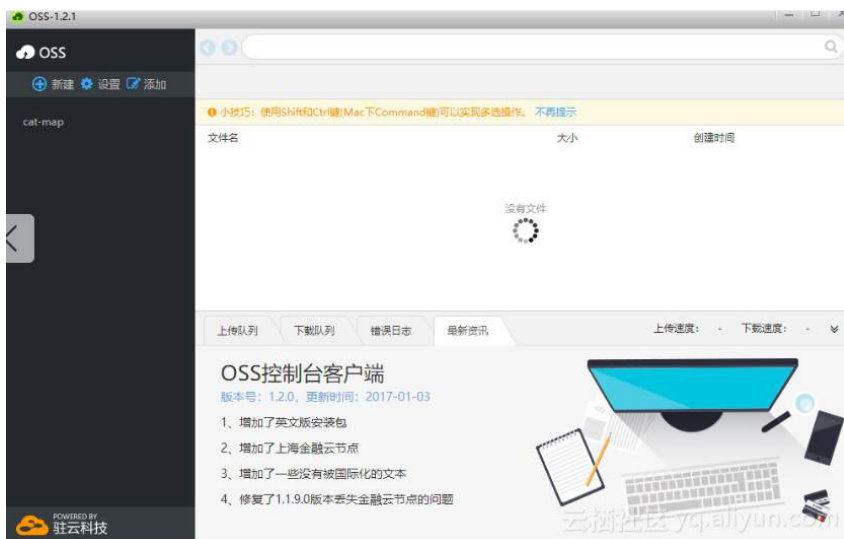 OSS-1.2.1
OSS
新建 设置 添加
cat-map
小技巧：使用Shift和Ctrl键(Mac下Command键)可以实现多选操作。 不再提示
文件名 大小 创建时间
没有文件
上传队列 下载队列 错误日志 最新资讯 上传速度： - 下载速度： -
OSS控制台客户端
版本号：1.2.0，更新时间：2017-01-03
1、增加了英文版安装包
2、增加了上海金融云节点
3、增加了一些没有被国际化的文本
4、修复了1.1.9.0版本丢失金融云节点的问题
POWERED BY
驻云科技
云栖社区 yq.aliyun.com